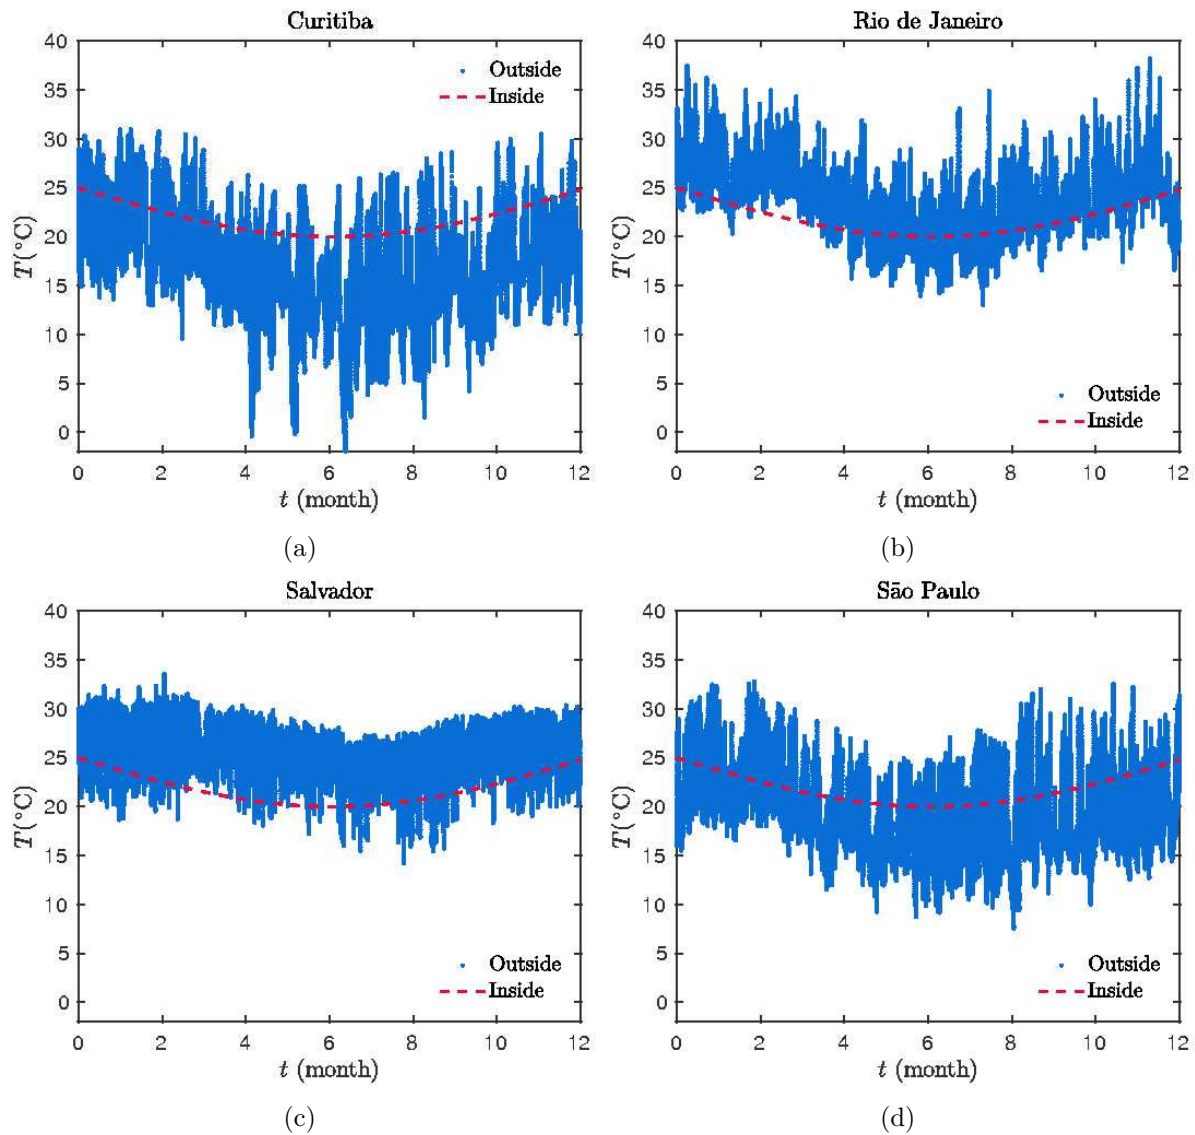 Curitiba
40
35
30
25
20
15
10
5
0
T(°C)
Outside
Inside
0 2 4 6 8 10 12
t (month)
(a)
Rio de Janeiro
40
35
30
25
20
15
10
5
0
T(°C)
Outside
Inside
0 2 4 6 8 10 12
t (month)
(b)
Salvador
40
35
30
25
20
15
10
5
0
T(°C)
Outside
Inside
0 2 4 6 8 10 12
t (month)
(c)
São Paulo
40
35
30
25
20
15
10
5
0
T(°C)
Outside
Inside
0 2 4 6 8 10 12
t (month)
(d)